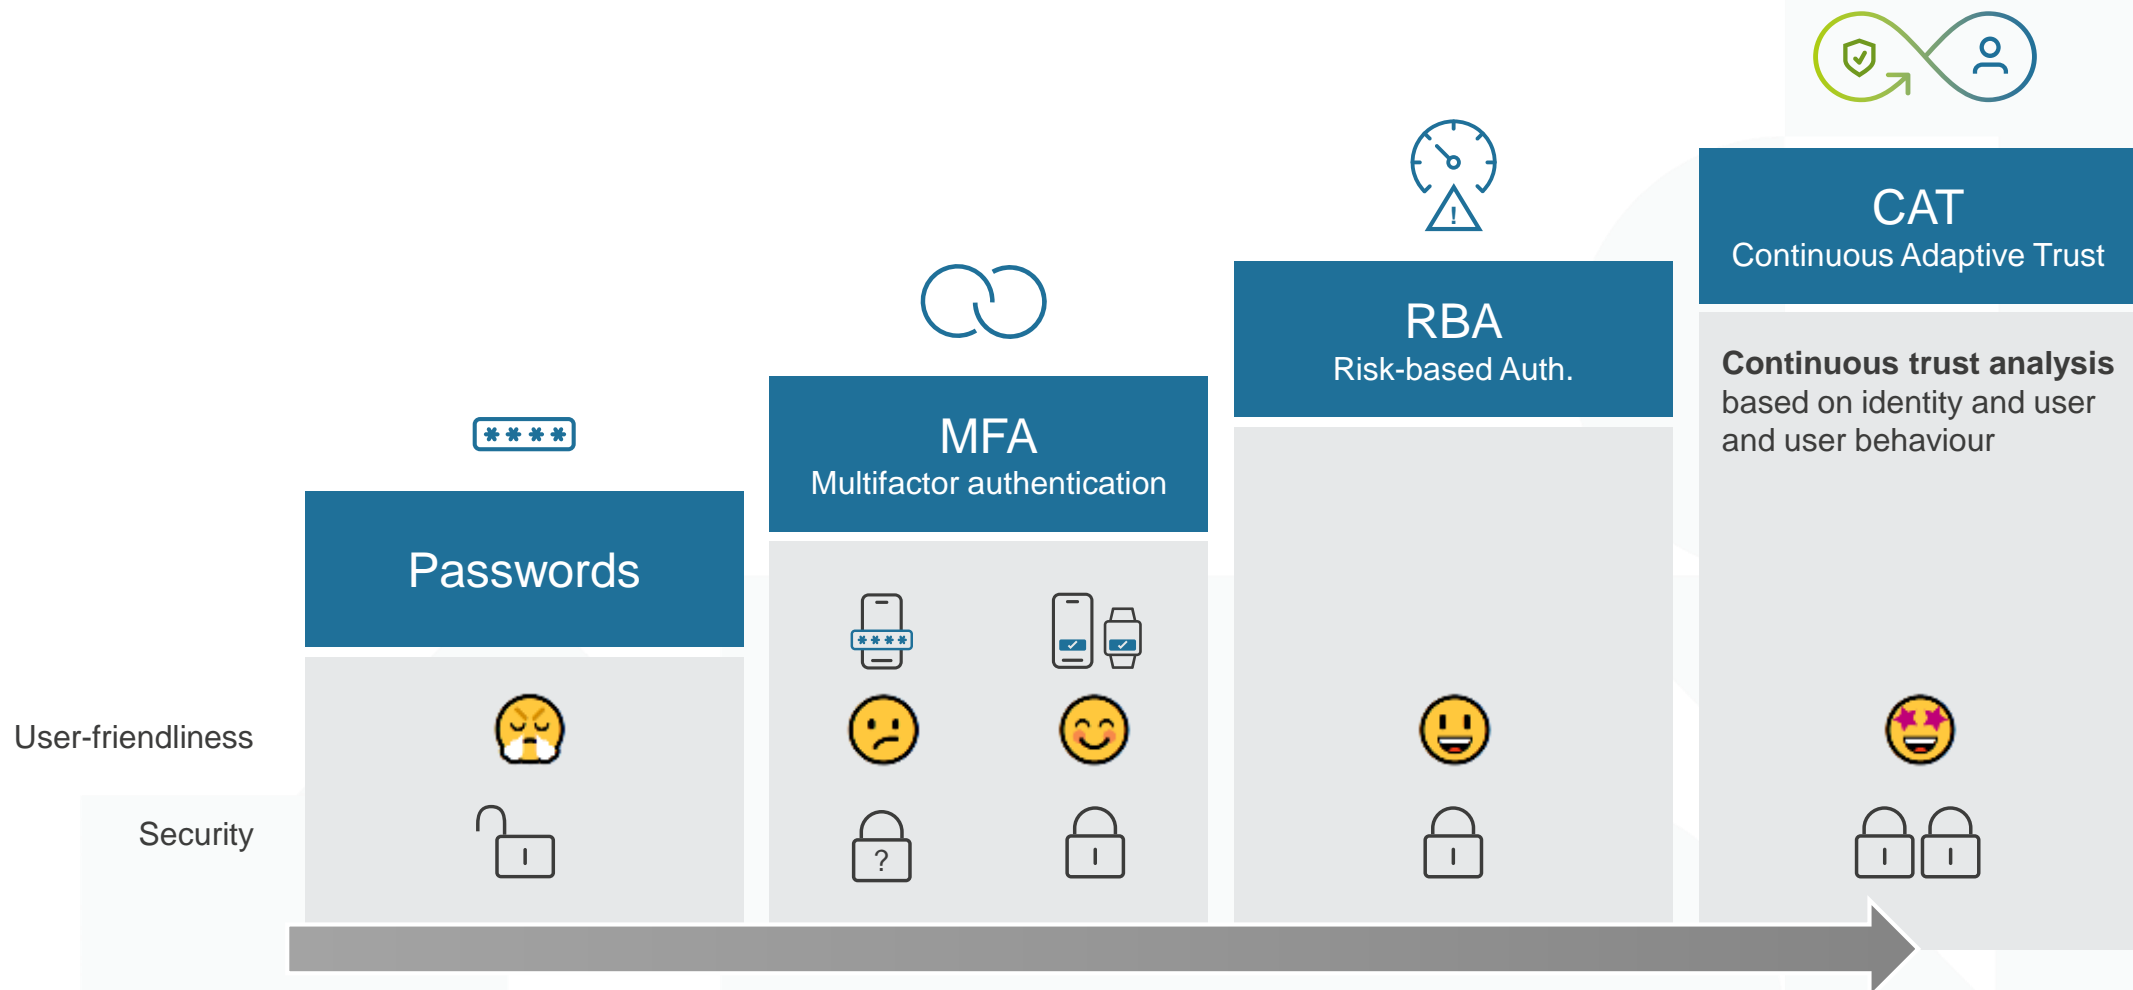 CAT
Continuous Adaptive Trust
RBA
Risk-based Auth.
Continuous trust analysis
based on identity and user
and user behaviour
****
MFA
Multifactor authentication
Passwords
****
User-friendliness
Security
?